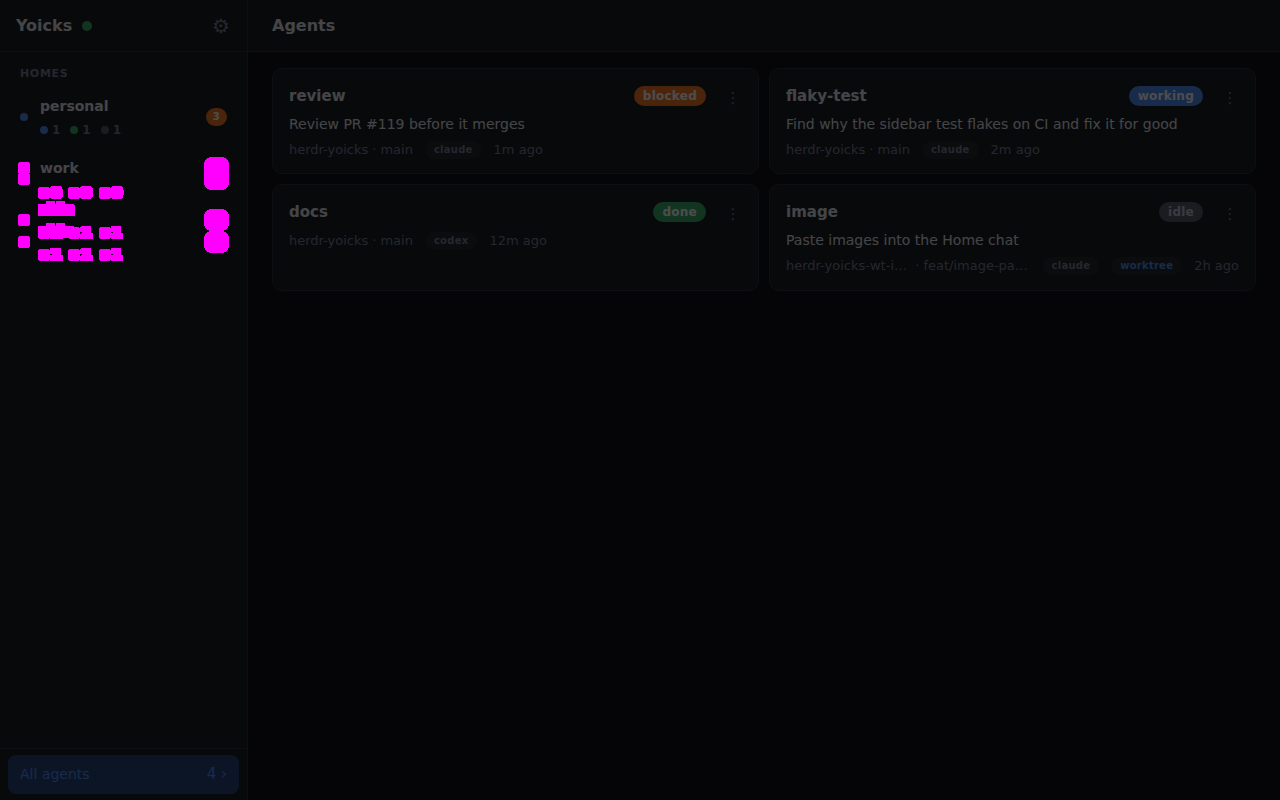 Yoicks
Agents
HOMES
personal
3
1 1 1
work
review
blocked
Review PR #119 before it merges
herdr-yoicks · main claude 1m ago
flaky-test
working
Find why the sidebar test flakes on CI and fix it for good
herdr-yoicks · main claude 2m ago
docs
done
herdr-yoicks · main codex 12m ago
image
idle
Paste images into the Home chat
herdr-yoicks-wt-i… · feat/image-pa… claude worktree 2h ago
All agents 4 ›